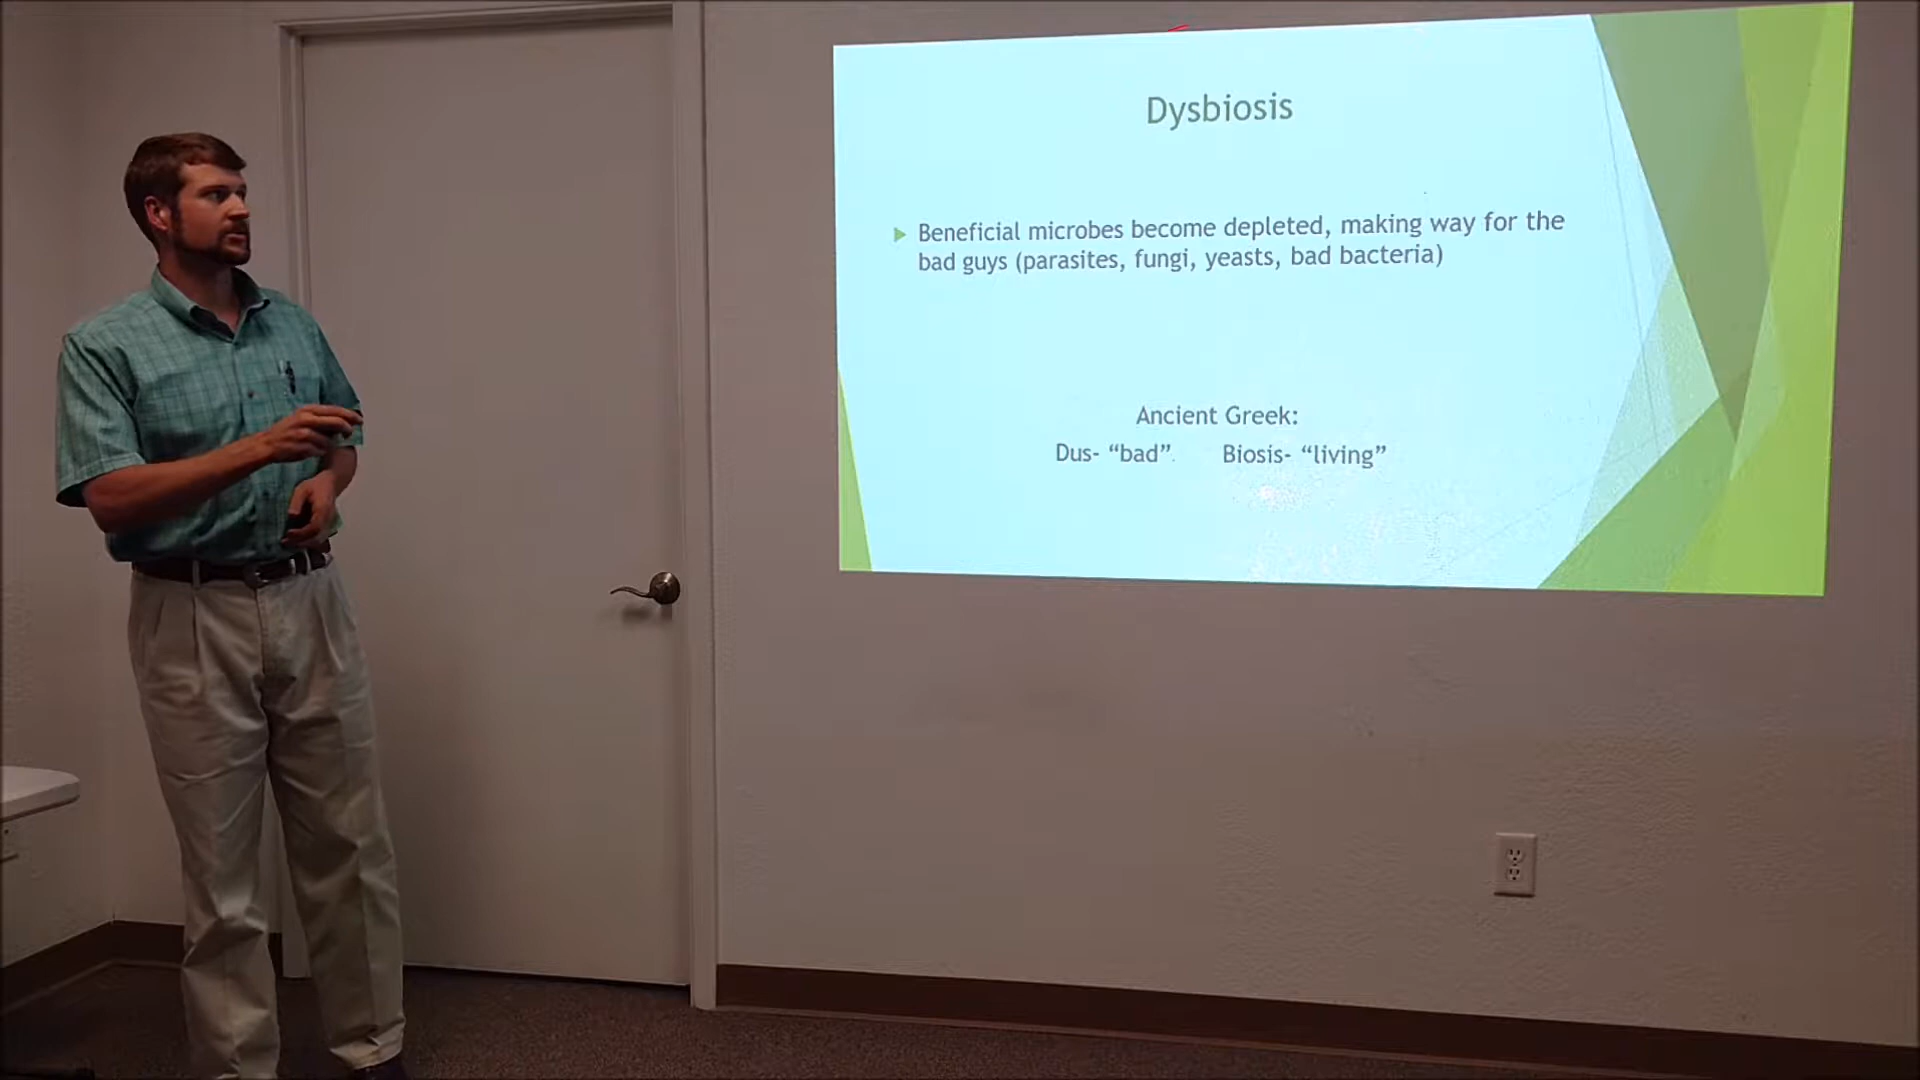 Dysbiosis
Beneficial microbes become depleted, making way for the
bad guys (parasites, fungi, yeasts, bad bacteria)
Ancient Greek:
Dus- “bad” Biosis- “living”